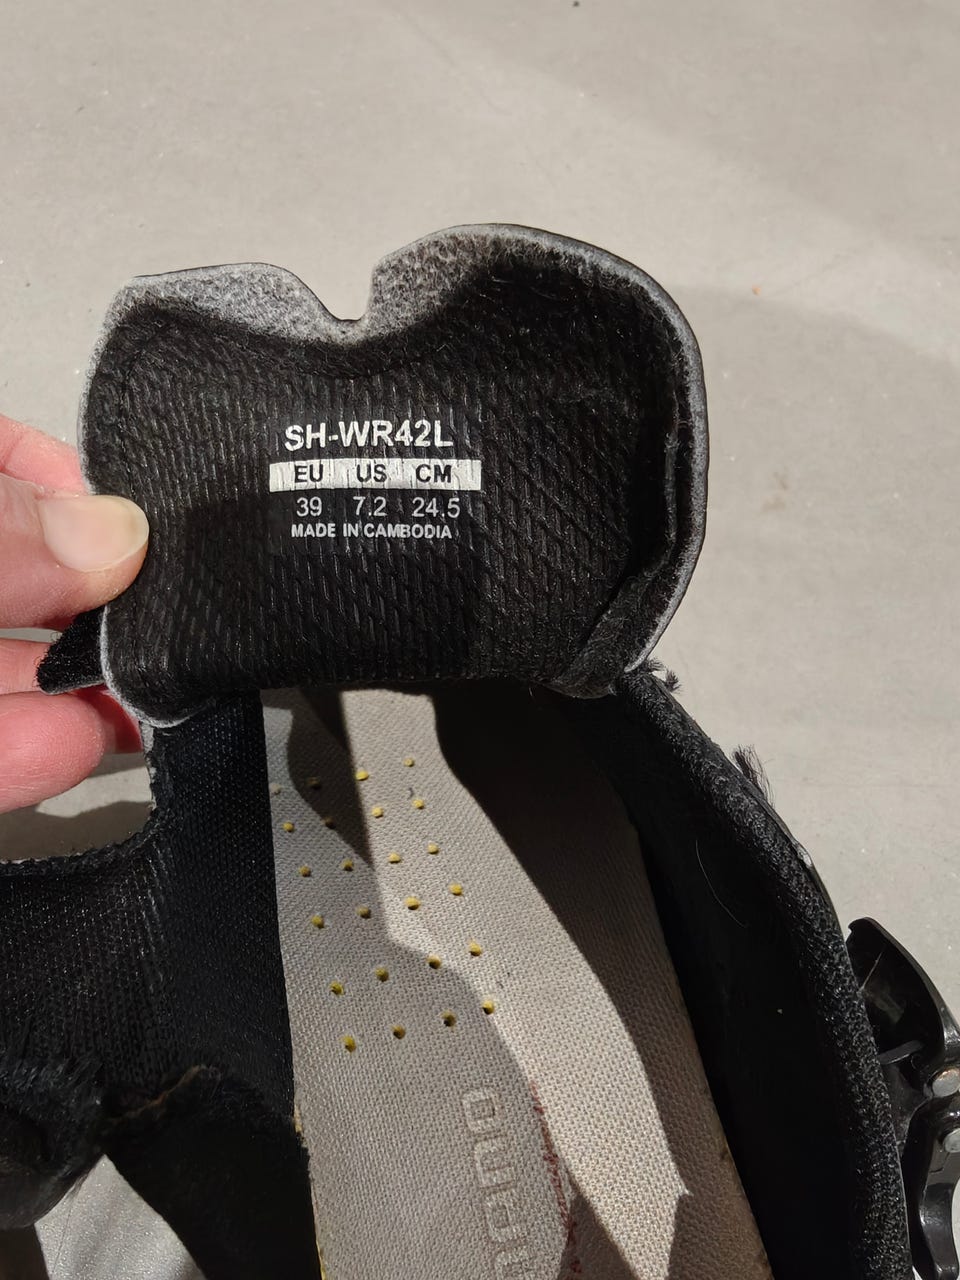 SH-WR42L
EU US CM
39 7.2 24.5
MADE IN CAMBODIA